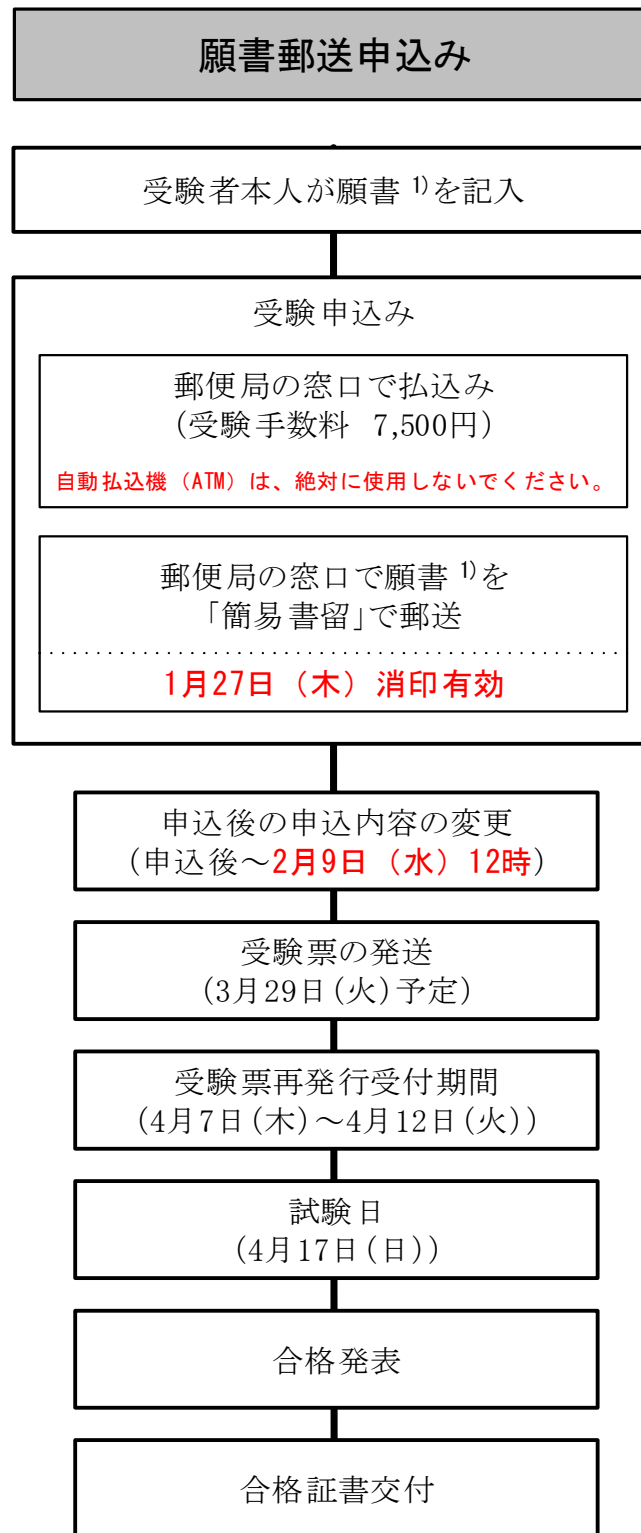 願書郵送申込み
受験者本人が願書 1)を記入
受験申込み
郵便局の窓口で払込み
(受験手数料 7,500円)
自動払込機（ATM）は、絶対に使用しないでください。
郵便局の窓口で願書 1)を
「簡易書留」で郵送
1月27日（木）消印有効
申込後の申込内容の変更
(申込後～2月9日（水）12時)
受験票の発送
(3月29日(火)予定)
受験票再発行受付期間
(4月7日(木)～4月12日(火))
試験日
(4月17日(日))
合格発表
合格証書交付